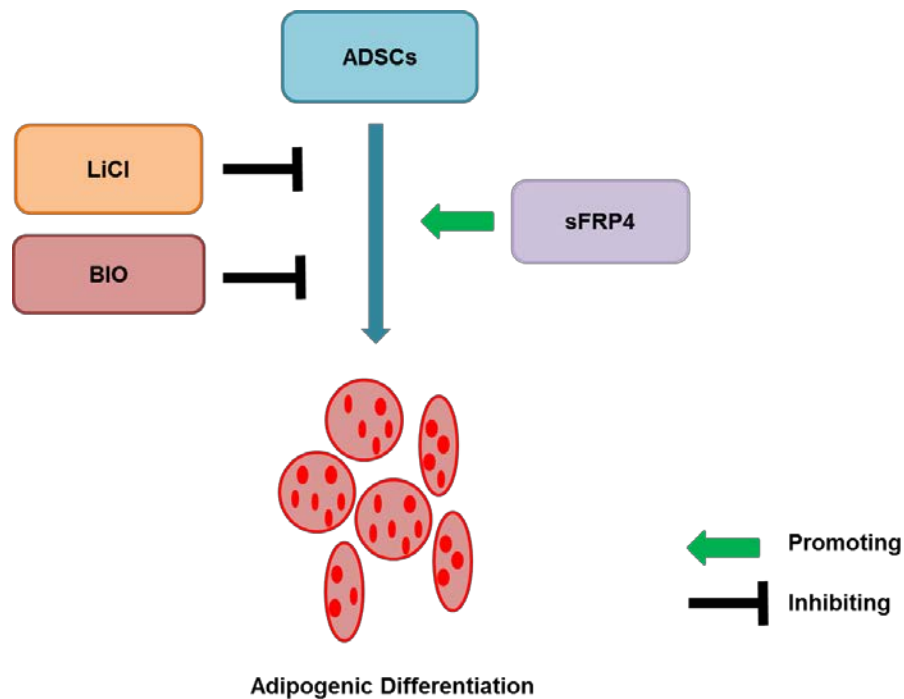 ADSCs
LiCl
sFRP4
BIO
Promoting
Inhibiting
Adipogenic Differentiation